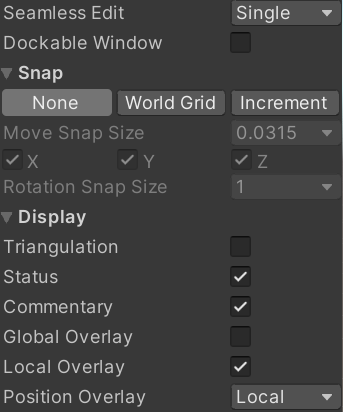 Seamless Edit Single
Dockable Window
Snap
None World Grid Increment
Move Snap Size 0.0315
X Y Z
Rotation Snap Size 1
Display
Triangulation
Status
Commentary
Global Overlay
Local Overlay
Position Overlay Local